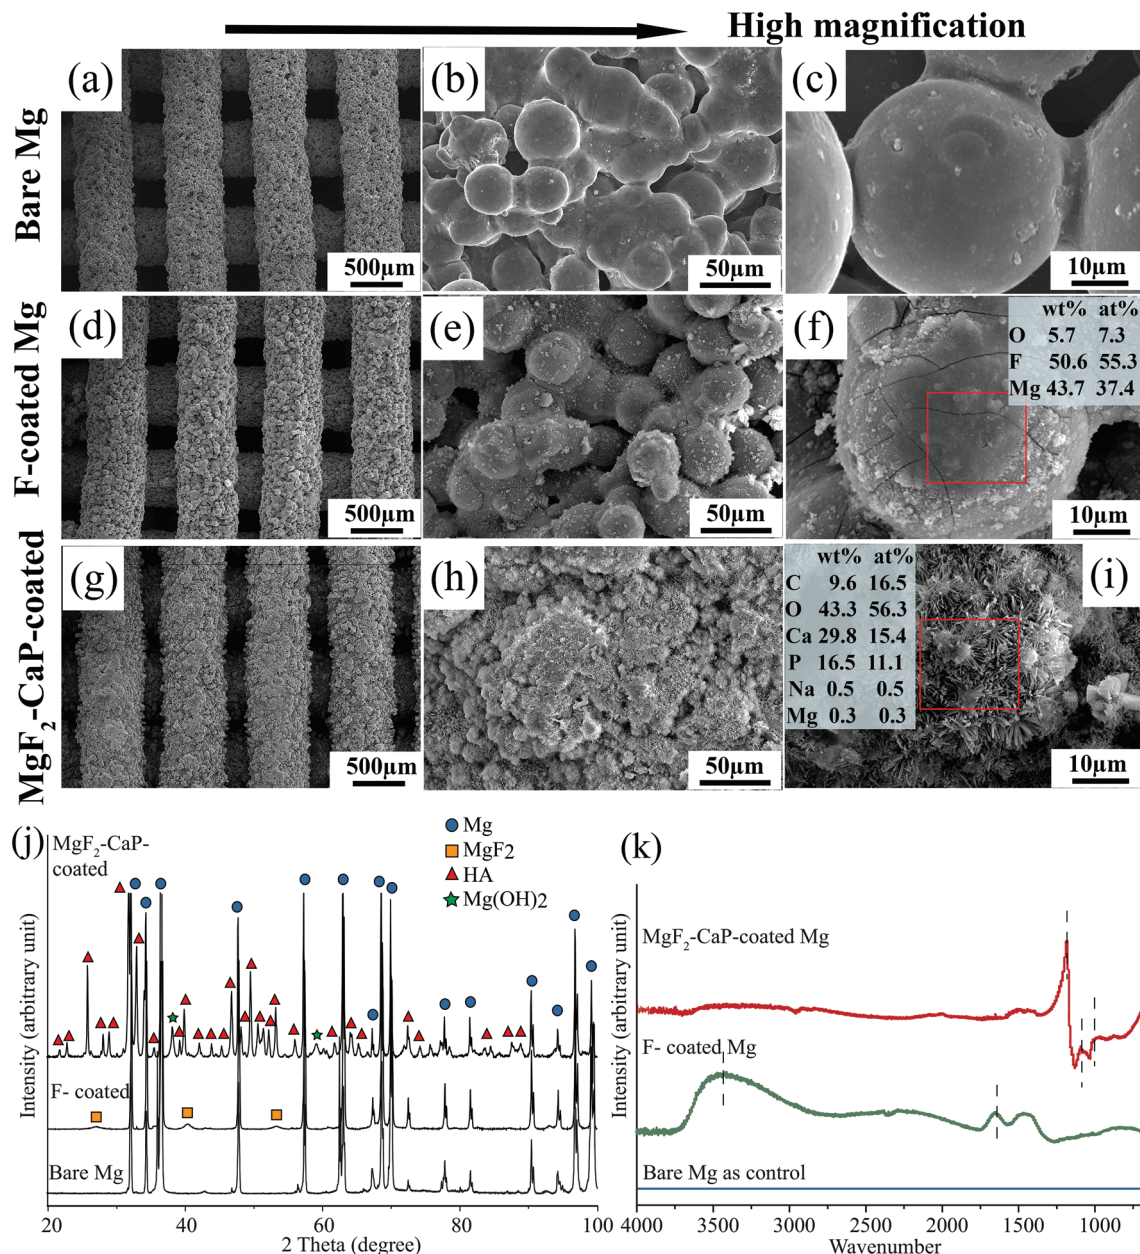 High magnification
Bare Mg
(a)
500µm
(b)
50µm
(c)
10µm
F-coated Mg
(d)
500µm
(e)
50µm
(f)
wt% at%
O 5.7 7.3
F 50.6 55.3
Mg 43.7 37.4
10µm
MgF2-CaP-coated
(g)
500µm
(h)
50µm
(i)
wt% at%
C 9.6 16.5
O 43.3 56.3
Ca 29.8 15.4
P 16.5 11.1
Na 0.5 0.5
Mg 0.3 0.3
10µm
(j)
MgF2-CaP-
coated
Mg
MgF2
HA
Mg(OH)2
F- coated
Bare Mg
Intensity (arbitrary unit)
20 40 60 80 100
2 Theta (degree)
(k)
MgF2-CaP-coated Mg
F- coated Mg
Bare Mg as control
Intensity (arbitrary unit)
4000 3500 3000 2500 2000 1500 1000
Wavenumber